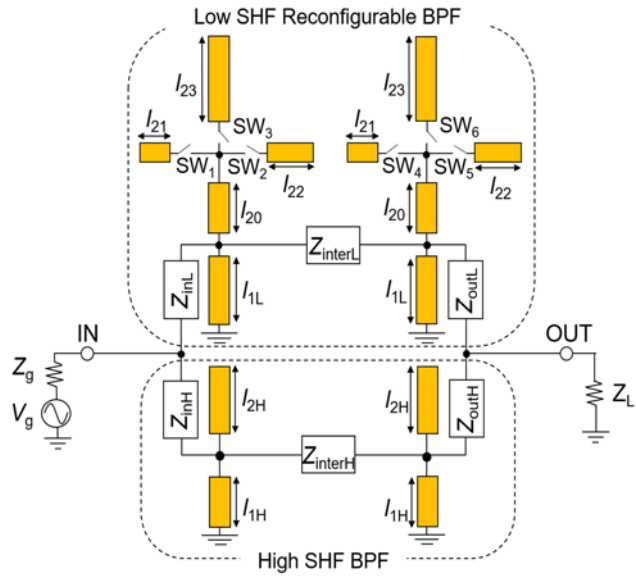 Low SHF Reconfigurable BPF
l23
l23
l21
SW3
l21
SW6
SW1
SW2
l22
SW4
SW5
l22
l20
l20
ZinterL
ZinL
l1L
l1L
ZoutL
IN
OUT
Zg
Vg
ZL
ZinH
l2H
l2H
ZoutH
ZinterH
l1H
l1H
High SHF BPF